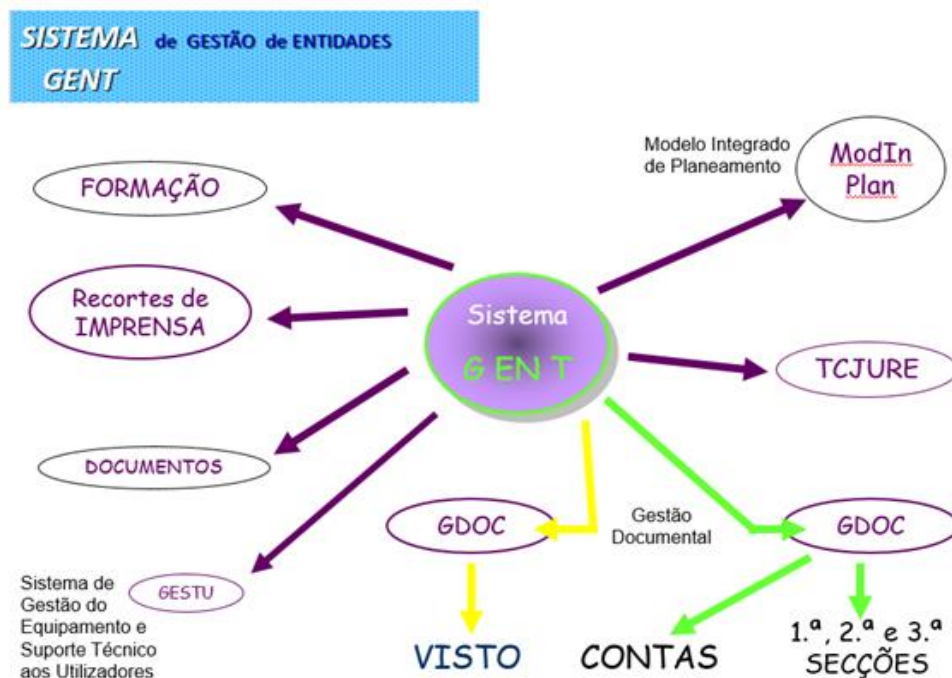 SISTEMA de GESTÃO de ENTIDADES
GENT
Modelo Integrado
de Planeamento
ModIn
Plan
FORMAÇÃO
Recortes de
IMPRENSA
Sistema
G EN T
TCJURE
DOCUMENTOS
GDOC
Gestão
Documental
GDOC
Sistema de
Gestão do
Equipamento e
Suporte Técnico
aos Utilizadores
GESTU
VISTO
CONTAS
1.ª, 2.ª e 3.ª
SECÇÕES